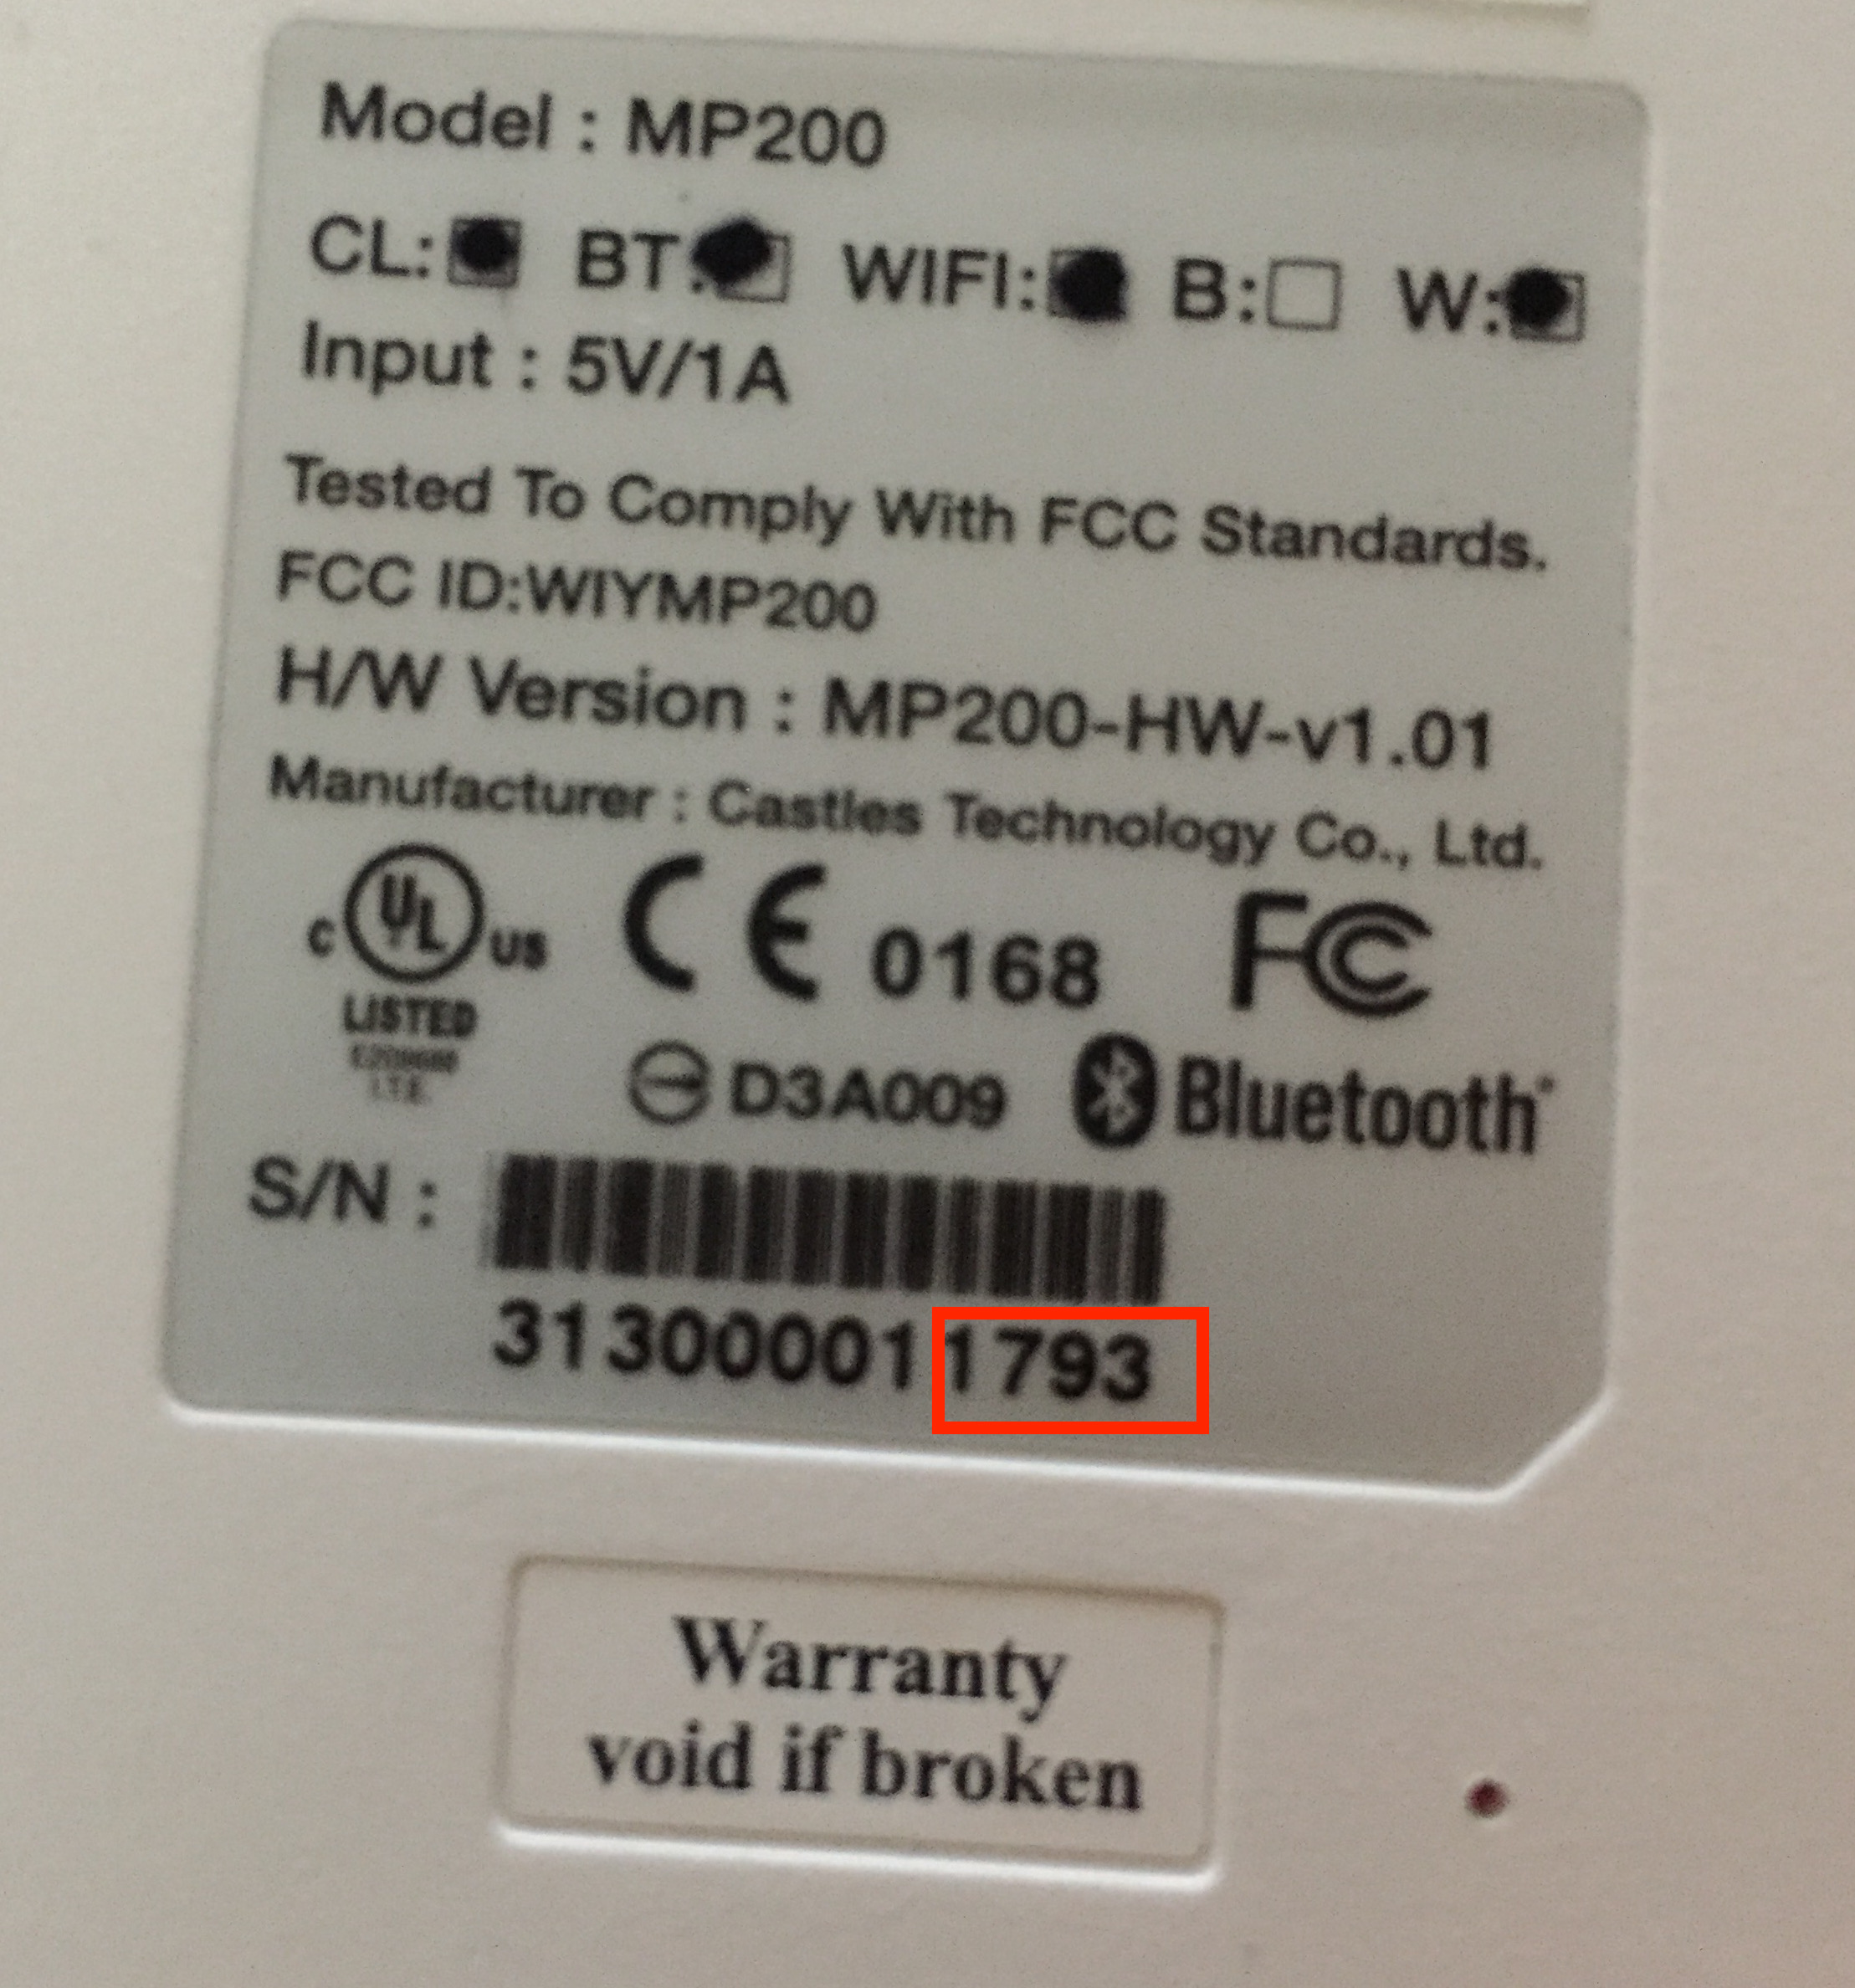 Model : MP200
CL: BT: WIFI: B: W:
Input : 5V/1A
Tested To Comply With FCC Standards.
FCC ID:WIYMP200
H/W Version : MP200-HW-v1.01
Manufacturer : Castles Technology Co., Ltd.
C UL US CE 0168 FC
LISTED
I.T.E.
D3A009 Bluetooth
S/N :
313000011793
Warranty
void if broken